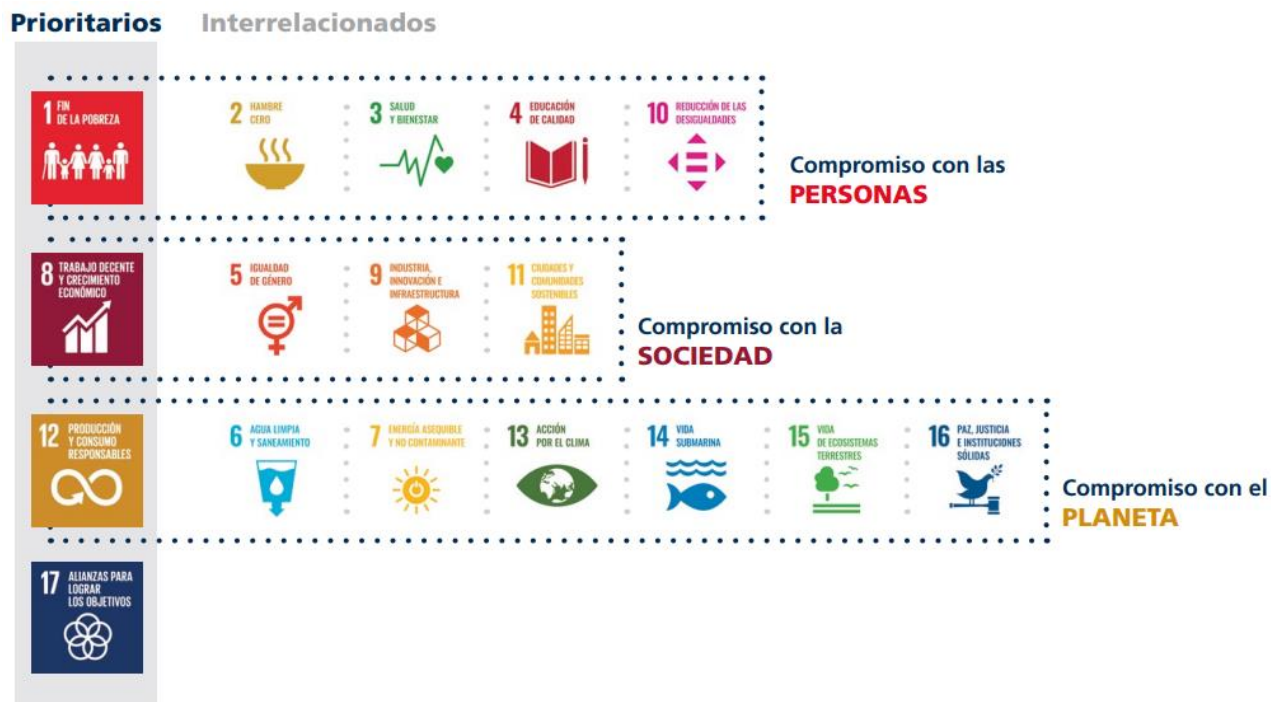 Prioritarios Interrelacionados
1 FIN
DE LA POBREZA
2 HAMBRE
CERO
3 SALUD
Y BIENESTAR
4 EDUCACIÓN
DE CALIDAD
10 REDUCCIÓN DE LAS
DESIGUALDADES
Compromiso con las
PERSONAS
8 TRABAJO DECENTE
Y CRECIMIENTO
ECONÓMICO
5 IGUALDAD
DE GÉNERO
9 INDUSTRIA,
INNOVACIÓN E
INFRAESTRUCTURA
11 CIUDADES Y
COMUNIDADES
SOSTENIBLES
Compromiso con la
SOCIEDAD
12 PRODUCCIÓN
Y CONSUMO
RESPONSABLES
6 AGUA LIMPIA
Y SANEAMIENTO
7 ENERGÍA ASEQUIBLE
Y NO CONTAMINANTE
13 ACCIÓN
POR EL CLIMA
14 VIDA
SUBMARINA
15 VIDA
DE ECOSISTEMAS
TERRESTRES
16 PAZ, JUSTICIA
E INSTITUCIONES
SÓLIDAS
Compromiso con el
PLANETA
17 ALIANZAS PARA
LOGRAR
LOS OBJETIVOS